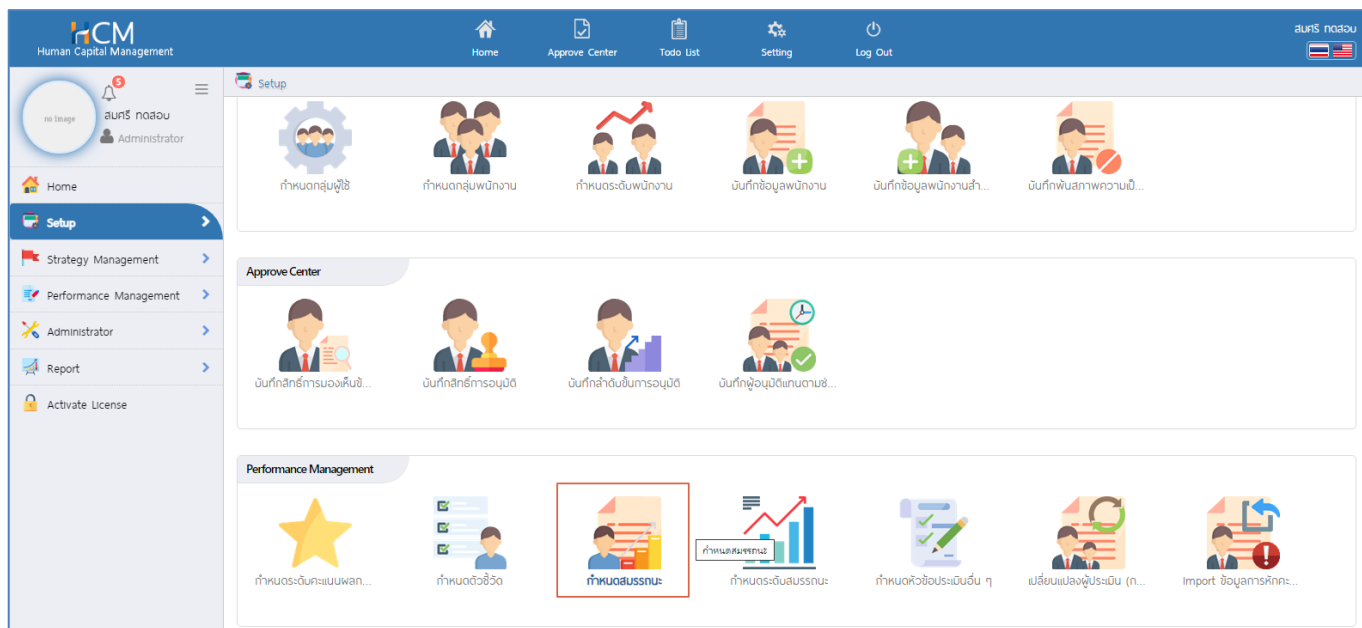 HCM
Human Capital Management
Home
Approve Center
Todo List
Setting
Log Out
สมศรี ทดสอบ
no Image
5
สมศรี ทดสอบ
Administrator
Home
Setup
Strategy Management
Performance Management
Administrator
Report
Activate License
Setup
กำหนดกลุ่มผู้ใช้
กำหนดกลุ่มพนักงาน
กำหนดระดับพนักงาน
บันทึกข้อมูลพนักงาน
บันทึกข้อมูลพนักงานสำ...
บันทึกพ้นสภาพความเป็...
Approve Center
บันทึกสิทธิ์การมองเห็นข้...
บันทึกสิทธิ์การอนุมัติ
บันทึกลำดับขั้นการอนุมัติ
บันทึกผู้อนุมัติแทนตามช่...
Performance Management
กำหนดระดับคะแนนผลก...
กำหนดตัวชี้วัด
กำหนดสมรรถนะ
กำหนดสมรรถนะ
กำหนดระดับสมรรถนะ
กำหนดหัวข้อประเมินอื่น ๆ
เปลี่ยนแปลงผู้ประเมิน (ก...
Import ข้อมูลการหักคะ...